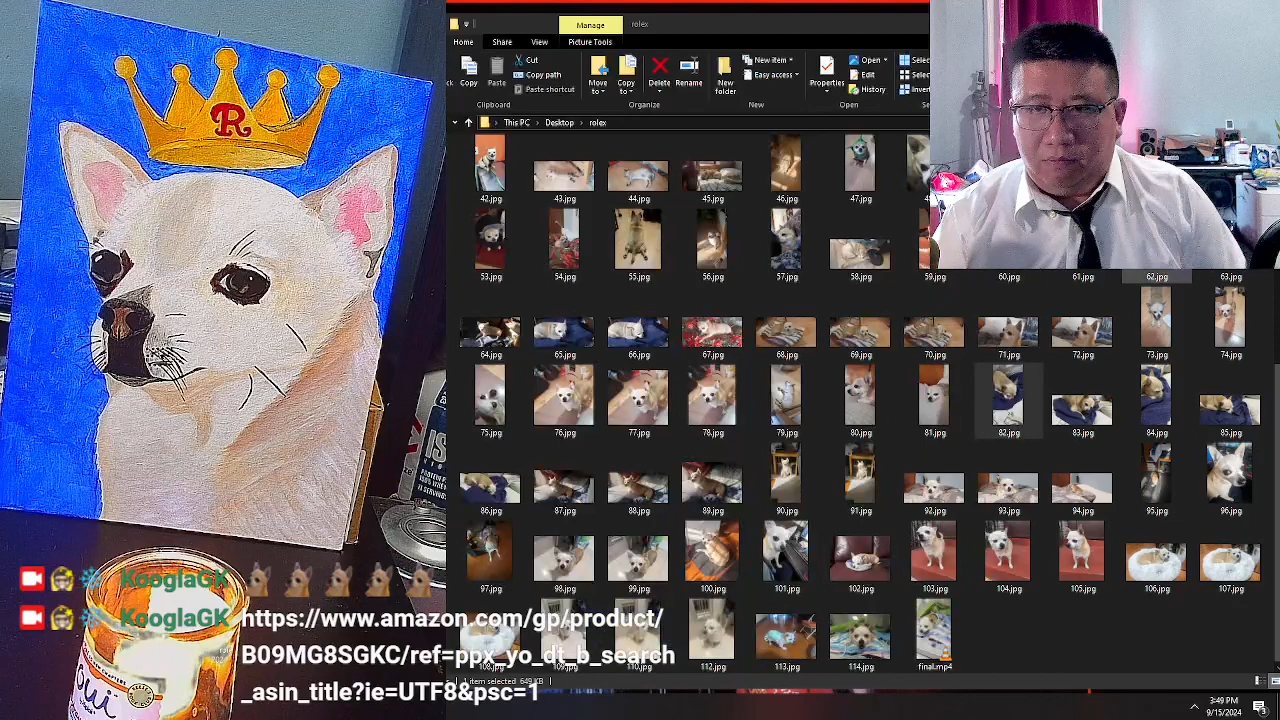 Manage
rolex
Home
Share
View
Picture Tools
Copy
Paste
Cut
Copy path
Paste shortcut
Move to
Copy to
Delete
Rename
New folder
New item
Easy access
Properties
Open
Edit
History
Clipboard
Organize
New
Open
This PC > Desktop > rolex
R
42.jpg 43.jpg 44.jpg 45.jpg 46.jpg 47.jpg
53.jpg 54.jpg 55.jpg 56.jpg 57.jpg 58.jpg 59.jpg 60.jpg 61.jpg 62.jpg 63.jpg
64.jpg 65.jpg 66.jpg 67.jpg 68.jpg 69.jpg 70.jpg 71.jpg 72.jpg 73.jpg 74.jpg
75.jpg 76.jpg 77.jpg 78.jpg 79.jpg 80.jpg 81.jpg 82.jpg 83.jpg 84.jpg 85.jpg
86.jpg 87.jpg 88.jpg 89.jpg 90.jpg 91.jpg 92.jpg 93.jpg 94.jpg 95.jpg 96.jpg
97.jpg 98.jpg 99.jpg 100.jpg 101.jpg 102.jpg 103.jpg 104.jpg 105.jpg 106.jpg 107.jpg
108.jpg 112.jpg 113.jpg 114.jpg final.mp4
KooglaGK
KooglaGK https://www.amazon.com/gp/product/
B09MG8SGKC/ref=ppx_yo_dt_b_search
_asin_title?ie=UTF8&psc=1
item selected
3:49 PM
9/15/2024